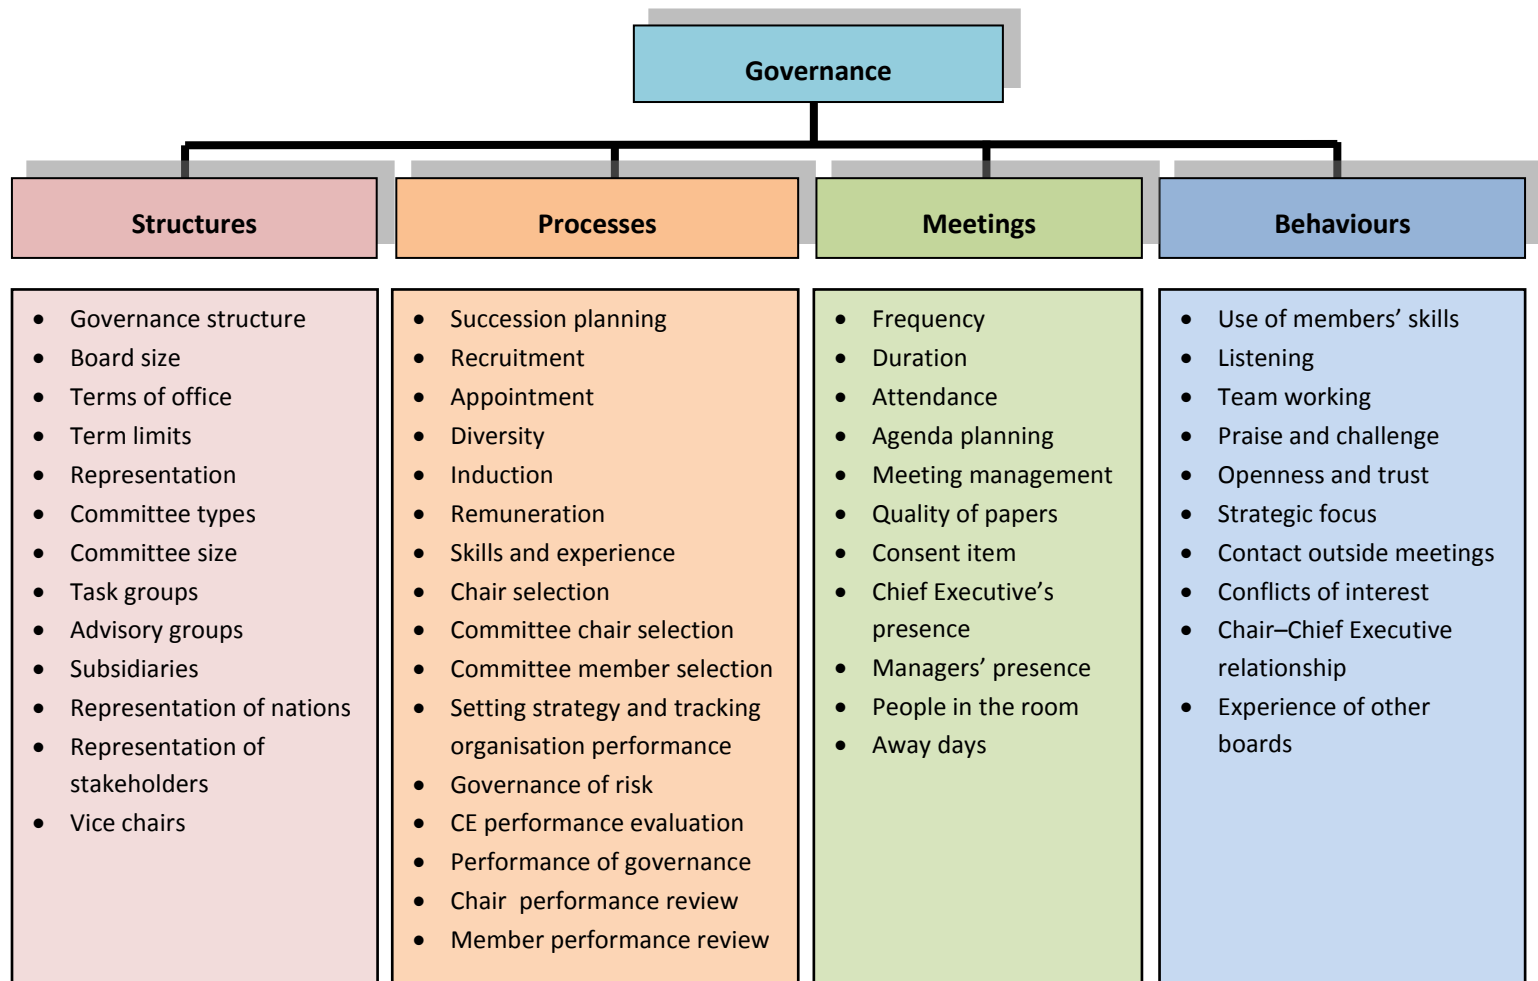 Governance
Structures
Processes
Meetings
Behaviours
• Governance structure
• Board size
• Terms of office
• Term limits
• Representation
• Committee types
• Committee size
• Task groups
• Advisory groups
• Subsidiaries
• Representation of nations
• Representation of
stakeholders
• Vice chairs
• Succession planning
• Recruitment
• Appointment
• Diversity
• Induction
• Remuneration
• Skills and experience
• Chair selection
• Committee chair selection
• Committee member selection
• Setting strategy and tracking
organisation performance
• Governance of risk
• CE performance evaluation
• Performance of governance
• Chair  performance review
• Member performance review
• Frequency
• Duration
• Attendance
• Agenda planning
• Meeting management
• Quality of papers
• Consent item
• Chief Executive’s
presence
• Managers’ presence
• People in the room
• Away days
• Use of members’ skills
• Listening
• Team working
• Praise and challenge
• Openness and trust
• Strategic focus
• Contact outside meetings
• Conflicts of interest
• Chair–Chief Executive
relationship
• Experience of other
boards